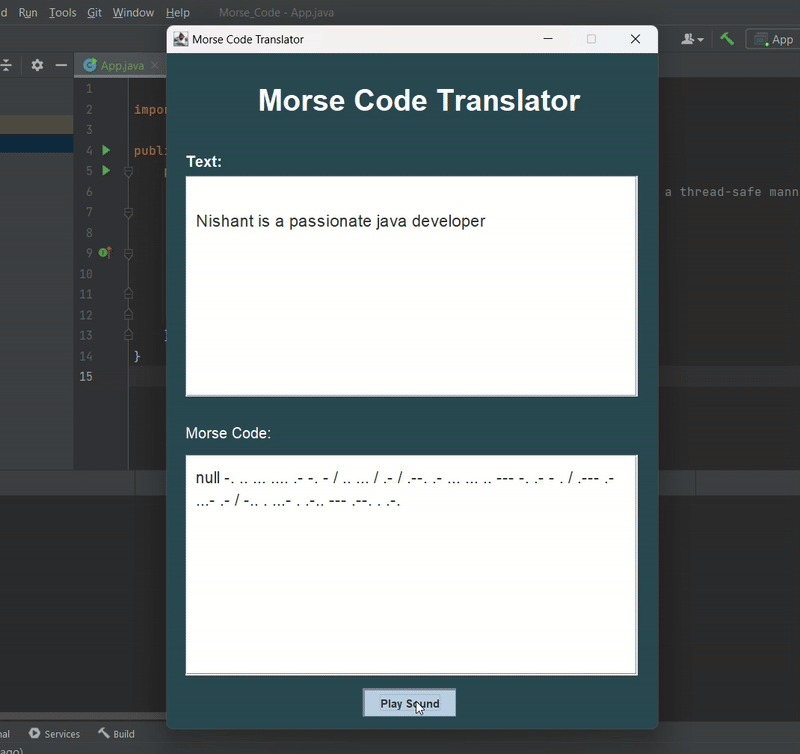 Run Tools Git Window Help Morse_Code - App.java
Morse Code Translator
App
App.java
1
2 impor
3
4 publ
5
6 a thread-safe mann
7
8
9
10
11
12
13
14 }
15
Morse Code Translator
Text:
Nishant is a passionate java developer
Morse Code:
null -. .. ... .... .- -. - / .. ... / .- / .--. .- ... ... .. --- -. .- - . / .--- .-
...- .- / -.. . ...- . .-.. --- .--. . .-.
Play Sound
Services Build